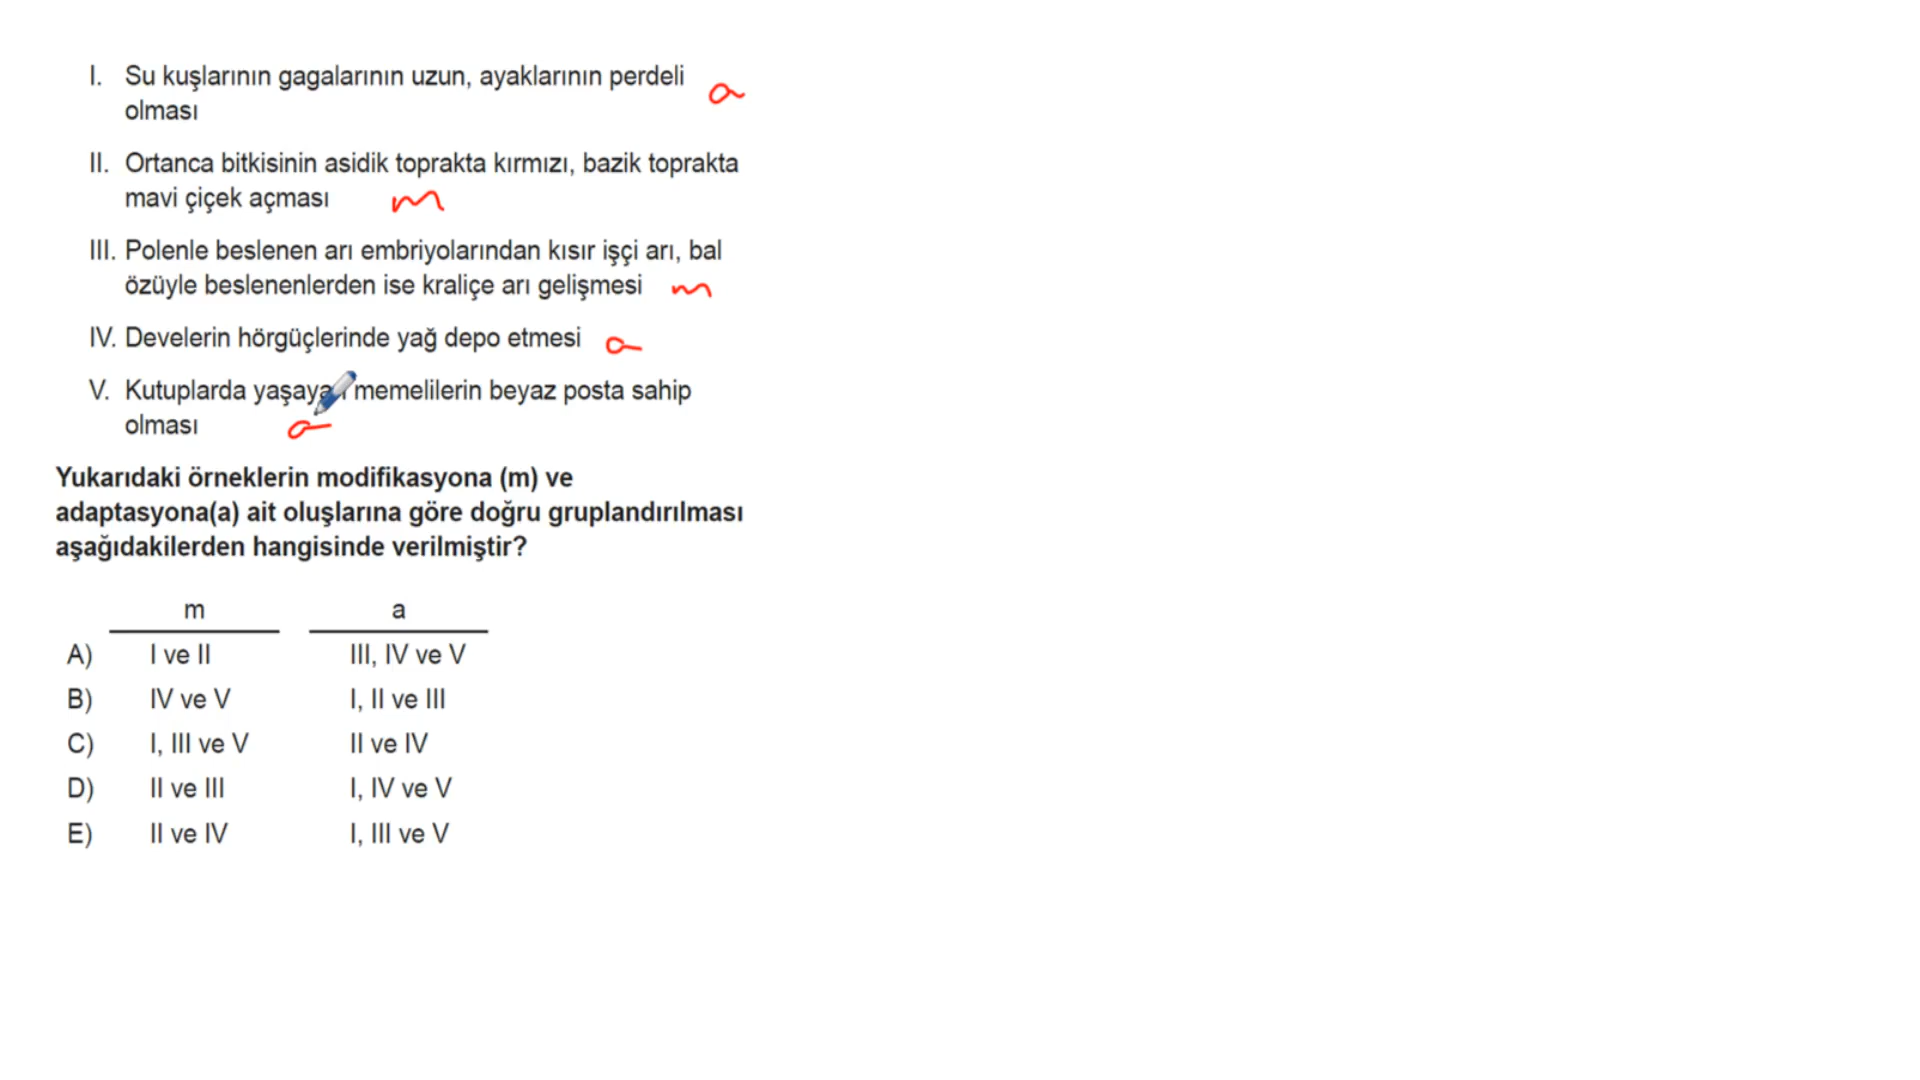 I. Su kuşlarının gagalarının uzun, ayaklarının perdeli a
olması
II. Ortanca bitkisinin asidik toprakta kırmızı, bazik toprakta
mavi çiçek açması m
III. Polenle beslenen arı embriyolarından kısır işçi arı, bal
özüyle beslenenlerden ise kraliçe arı gelişmesi m
IV. Develerin hörgüçlerinde yağ depo etmesi a
V. Kutuplarda memelilerin beyaz posta sahip
olması a
Yukarıdaki örneklerin modifikasyona (m) ve
adaptasyona(a) ait oluşlarına göre doğru gruplandırılması
aşağıdakilerden hangisinde verilmiştir?
m a
A) I ve II III, IV ve V
B) IV ve V I, II ve III
C) I, III ve V II ve IV
D) II ve III I, IV ve V
E) II ve IV I, III ve V